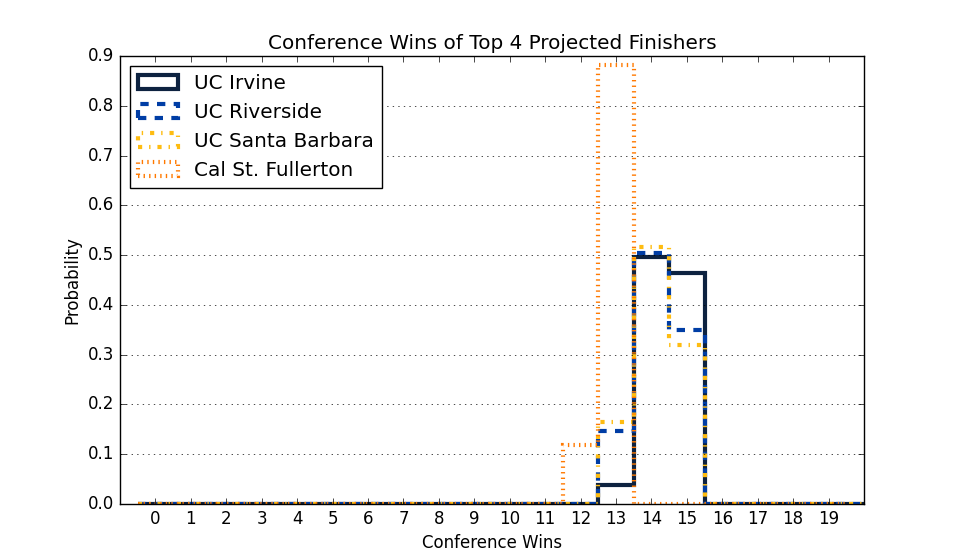 Conference Wins of Top 4 Projected Finishers
0.9
0.8
0.7
0.6
0.5
0.4
0.3
0.2
0.1
0.0
Probability
UC Irvine
UC Riverside
UC Santa Barbara
Cal St. Fullerton
0 1 2 3 4 5 6 7 8 9 10 11 12 13 14 15 16 17 18 19
Conference Wins